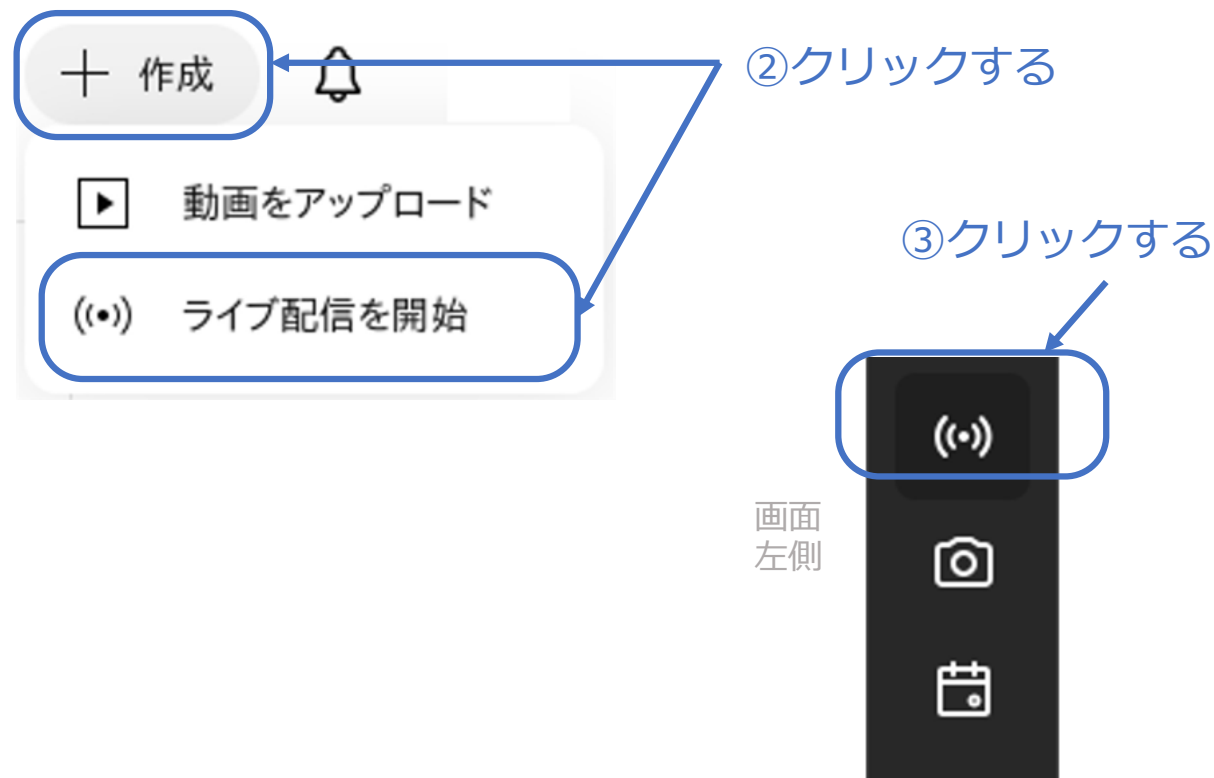 作成
②クリックする
動画をアップロード
ライブ配信を開始
③クリックする
画面
左側